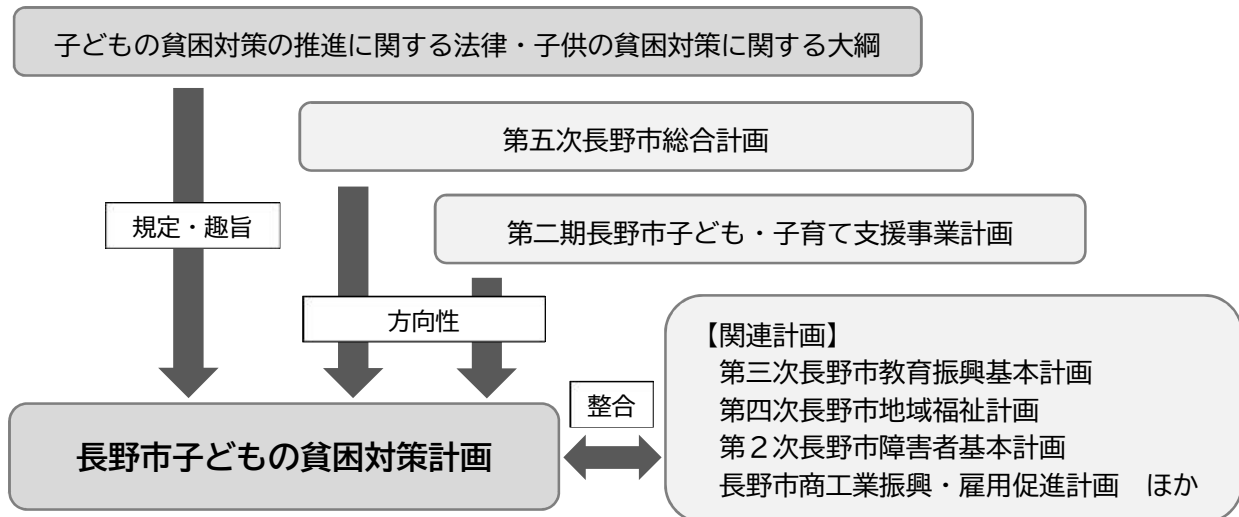 子どもの貧困対策の推進に関する法律・子供の貧困対策に関する大綱
第五次長野市総合計画
規定・趣旨
第二期長野市子ども・子育て支援事業計画
方向性
【関連計画】
第三次長野市教育振興基本計画
第四次長野市地域福祉計画
第２次長野市障害者基本計画
長野市商工業振興・雇用促進計画　ほか
整合
長野市子どもの貧困対策計画